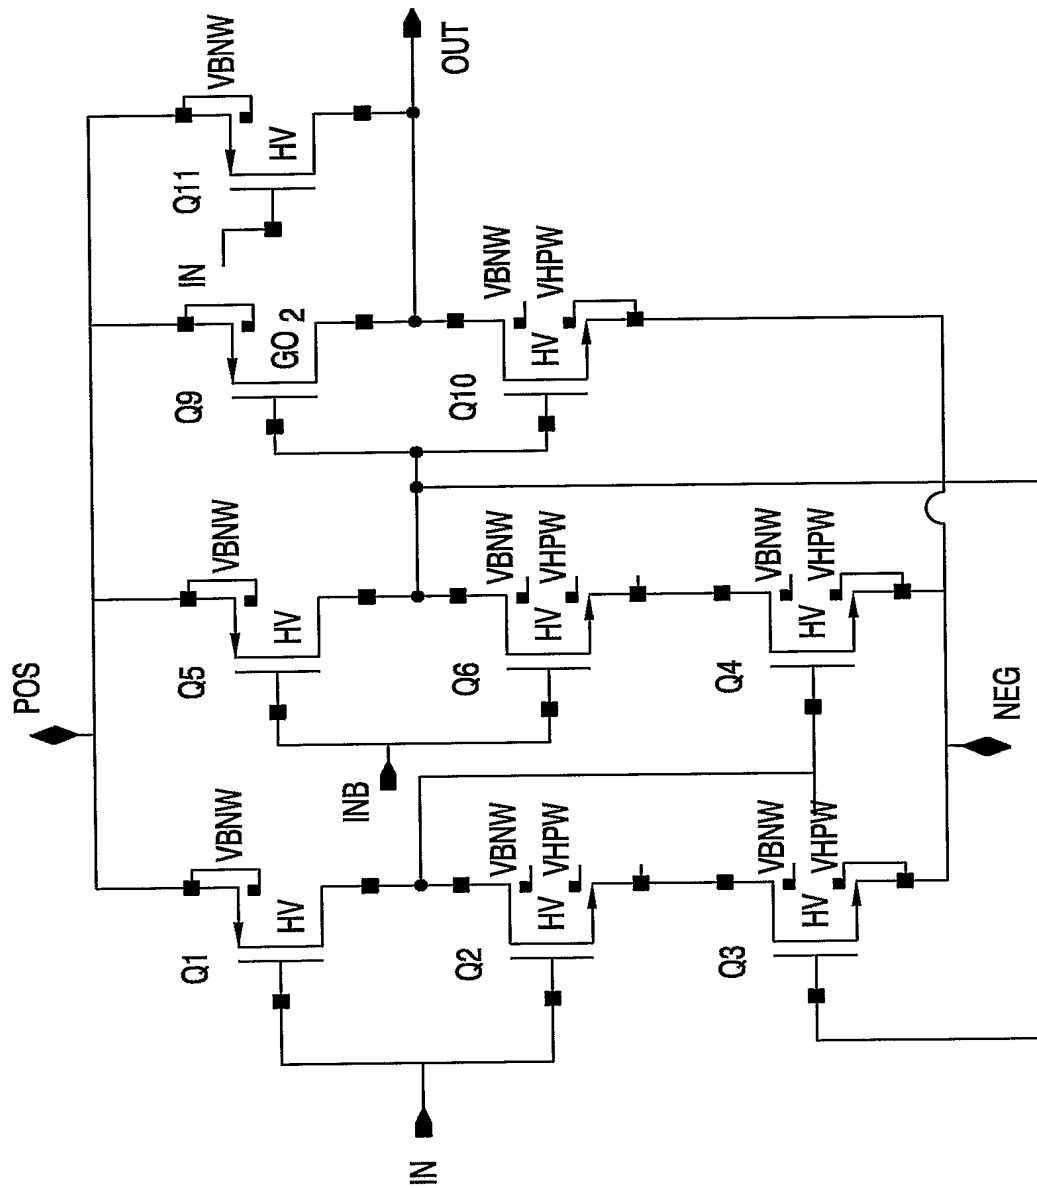 POS
VBNW
Q1
HV
IN
VBNW
VHPW
Q2
HV
VBNW
VHPW
Q3
HV
INB
VBNW
Q5
HV
VBNW
VHPW
Q6
HV
VBNW
VHPW
Q4
HV
NEG
Q9
GO 2
VBNW
VHPW
Q10
HV
IN
VBNW
Q11
HV
OUT